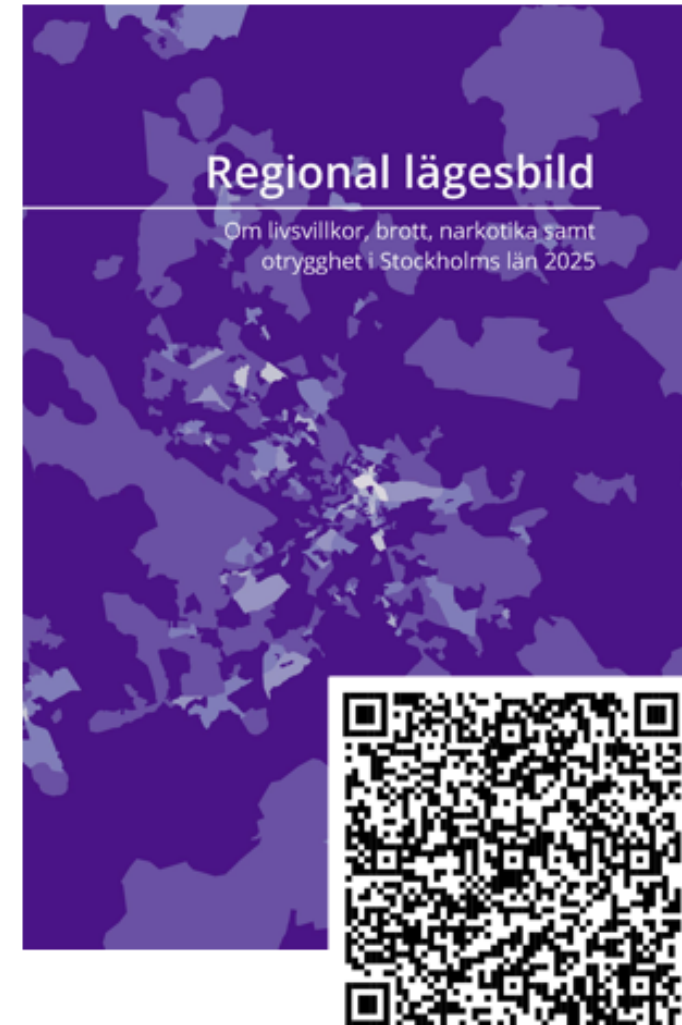 Regional lägesbild
Om livsvillkor, brott, narkotika samt
otrygghet i Stockholms län 2025